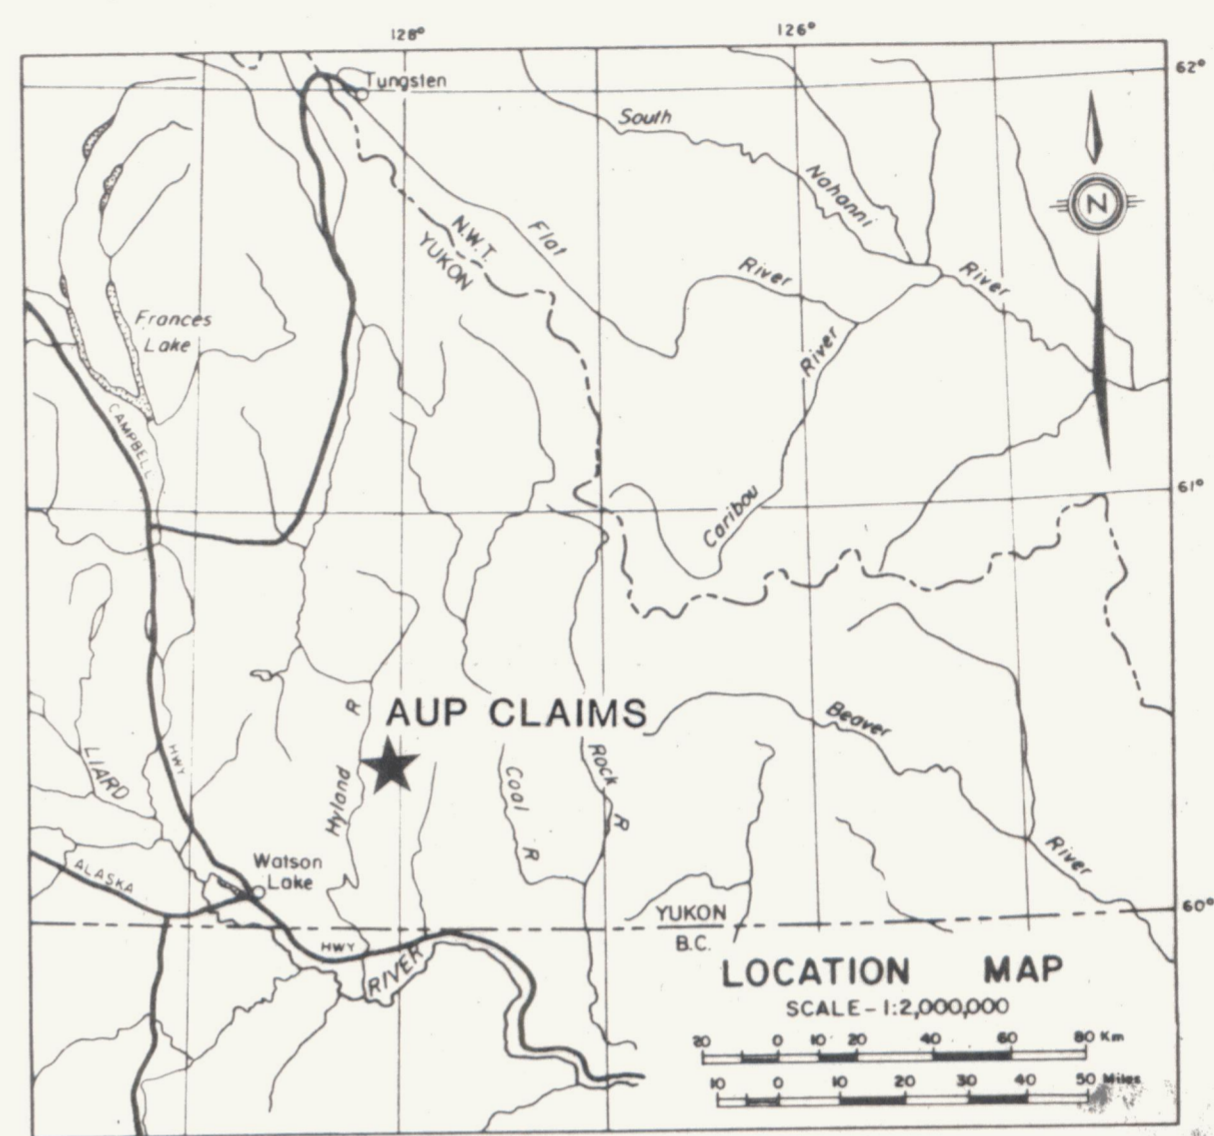 128° 126°
62°
Tungsten
South
Nahanni
River
N.W.T.
YUKON
Flat
River
River
Frances
Lake
CAMPBELL
61°
Caribou
AUP CLAIMS
R
Hyland
Beaver
River
LIARD
HWY
Coal
R
Rock
R
Watson
Lake
ALASKA
60°
YUKON
B.C.
HWY
RIVER
N
LOCATION MAP
SCALE - 1:2,000,000
20 0 10 20 40 60 80 Km
10 0 10 20 30 40 50 Miles